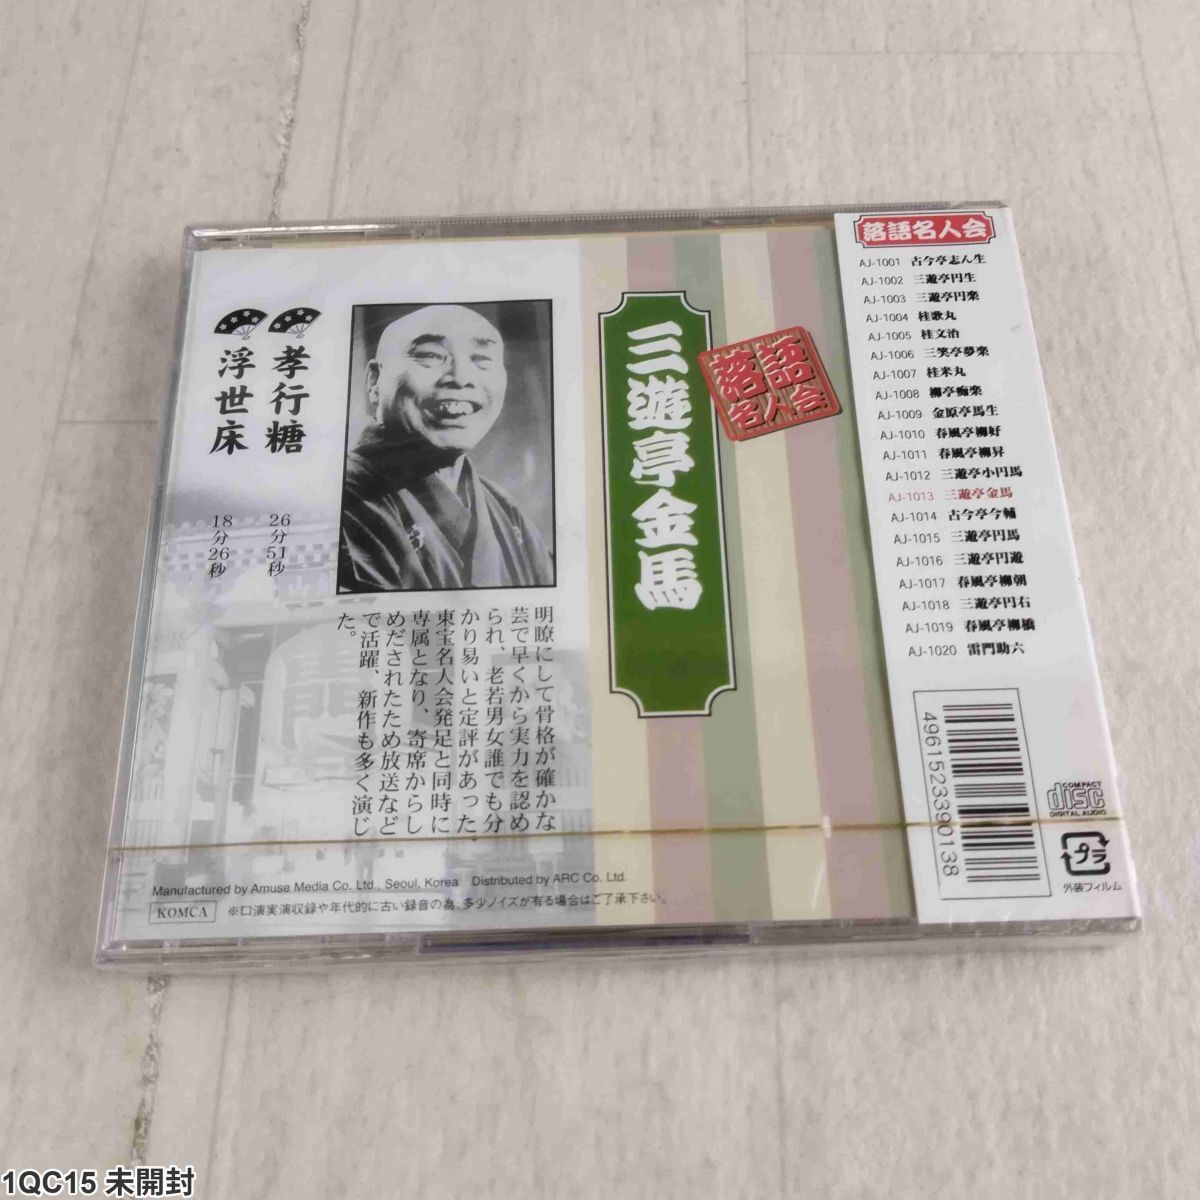 落語名人会
AJ-1001 古今亭志ん生
AJ-1002 三遊亭円生
AJ-1003 三遊亭円楽
AJ-1004 桂歌丸
AJ-1005 桂文治
AJ-1006 三笑亭夢楽
AJ-1007 桂米丸
AJ-1008 柳亭痴楽
AJ-1009 金原亭馬生
AJ-1010 春風亭柳好
AJ-1011 春風亭柳昇
AJ-1012 三遊亭小円馬
AJ-1013 三遊亭金馬
AJ-1014 古今亭今輔
AJ-1015 三遊亭円馬
AJ-1016 三遊亭円遊
AJ-1017 春風亭柳朝
AJ-1018 三遊亭円右
AJ-1019 春風亭柳橋
AJ-1020 雷門助六
4961523390138
COMPACT
disc
DIGITAL AUDIO
プラ
外装フィルム
落語
名人会
三遊亭金馬
孝行糖 26分51秒
浮世床 18分26秒
明瞭にして骨格が確かな
芸で早くから実力を認め
られ、老若男女誰でも分
かり易いと定評があった。
東宝名人会発足と同時に
専属となり、寄席からし
めだされたため放送など
で活躍、新作も多く演じ
た。
Manufactured by Amuse Media Co. Ltd., Seoul, Korea Distributed by ARC Co. Ltd.
KOMCA ※口演実演収録や年代的に古い録音の為、多少ノイズが有る場合はご了承下さい。
1QC15 未開封